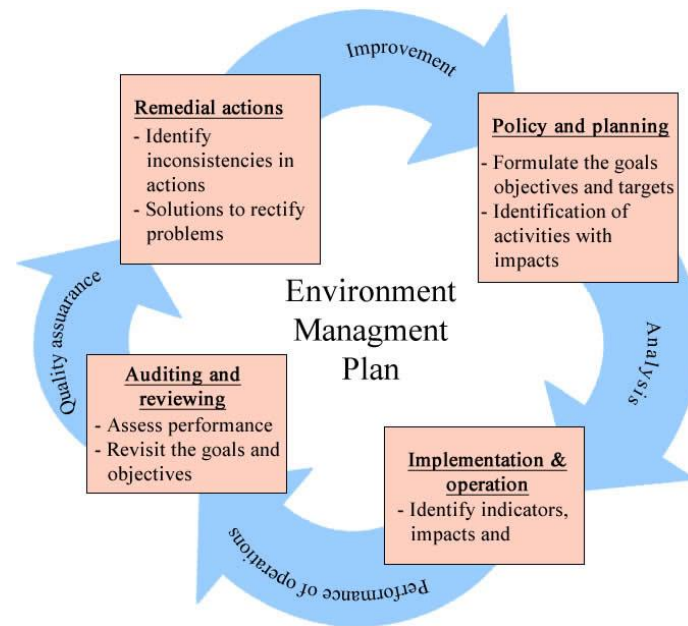 Improvement
Remedial actions
- Identify
inconsistencies in
actions
- Solutions to rectify
problems
Policy and planning
- Formulate the goals
objectives and targets
- Identification of
activities with
impacts
Environment
Managment
Plan
Quality assuarance
Analysis
Auditing and
reviewing
- Assess performance
- Revisit the goals and
objectives
Implementation &
operation
- Identify indicators,
impacts and
Performance of operations